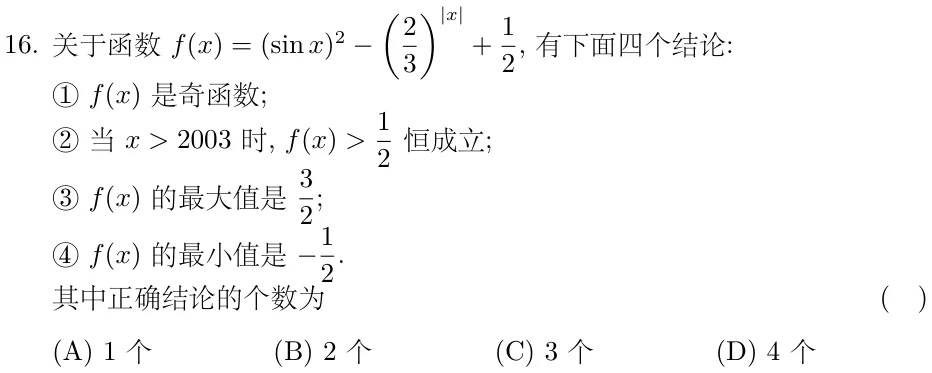 16. 关于函数 f(x) = (sin x)² − (2/3)^|x| + 1/2, 有下面四个结论:
① f(x) 是奇函数;
② 当 x > 2003 时, f(x) > 1/2 恒成立;
③ f(x) 的最大值是 3/2;
④ f(x) 的最小值是 −1/2.
其中正确结论的个数为 ( )
(A) 1 个 (B) 2 个 (C) 3 个 (D) 4 个